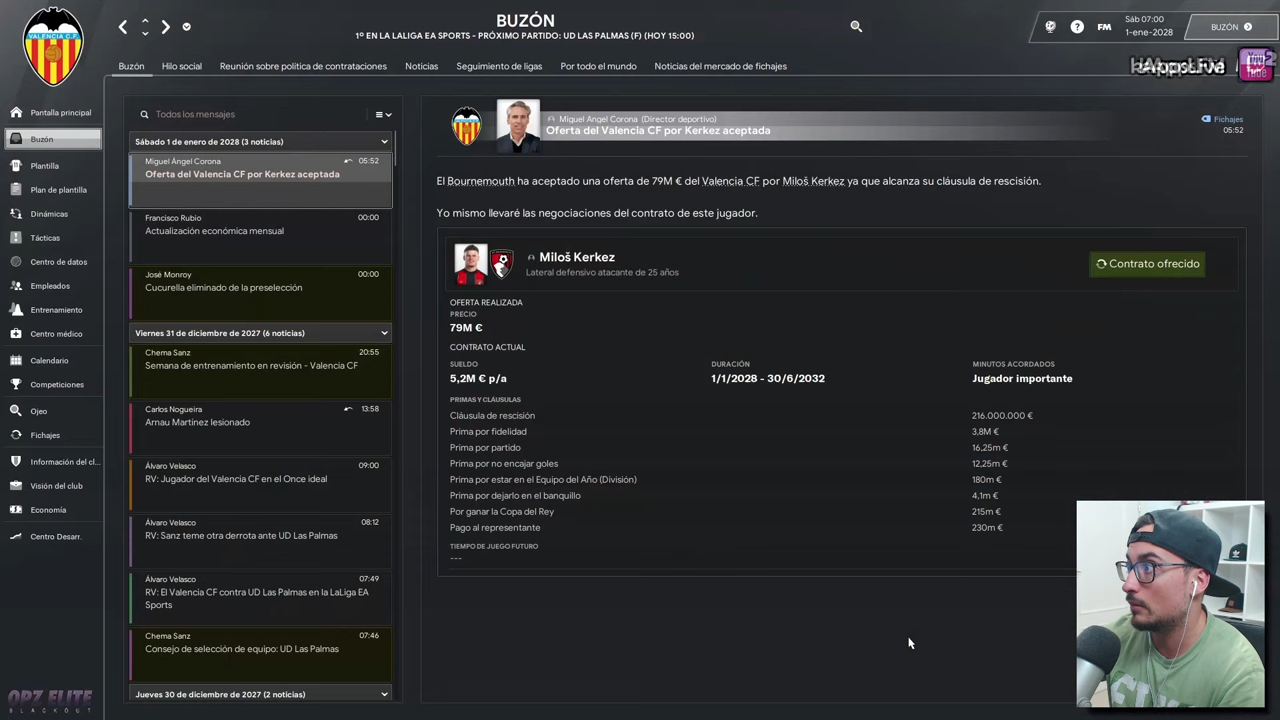 BUZÓN
1º EN LA LALIGA EA SPORTS - PRÓXIMO PARTIDO: UD LAS PALMAS (F) (HOY 15:00)
FM
Sáb 07:00
1-ene-2028
BUZÓN
Buzón
Hilo social
Reunión sobre política de contrataciones
Noticias
Seguimiento de ligas
Por todo el mundo
Noticias del mercado de fichajes
Pantalla principal
Buzón
Plantilla
Plan de plantilla
Dinámicas
Tácticas
Centro de datos
Empleados
Entrenamiento
Centro médico
Calendario
Competiciones
Ojeo
Fichajes
Información del cl...
Visión del club
Economía
Centro Desarr.
OPZ ELITE
BLACKOUT
Todos los mensajes
Sábado 1 de enero de 2028 (3 noticias)
Miguel Ángel Corona 05:52
Oferta del Valencia CF por Kerkez aceptada
Francisco Rubio 00:00
Actualización económica mensual
José Monroy 00:00
Cucurella eliminado de la preselección
Viernes 31 de diciembre de 2027 (6 noticias)
Chema Sanz 20:55
Semana de entrenamiento en revisión - Valencia CF
Carlos Nogueira 13:58
Arnau Martínez lesionado
Álvaro Velasco 09:00
RV: Jugador del Valencia CF en el Once ideal
Álvaro Velasco 08:12
RV: Sanz teme otra derrota ante UD Las Palmas
Álvaro Velasco 07:49
RV: El Valencia CF contra UD Las Palmas en la LaLiga EA
Sports
Chema Sanz 07:46
Consejo de selección de equipo: UD Las Palmas
Jueves 30 de diciembre de 2027 (2 noticias)
Miguel Ángel Corona (Director deportivo)
Oferta del Valencia CF por Kerkez aceptada
Fichajes
05:52
El Bournemouth ha aceptado una oferta de 79M € del Valencia CF por Miloš Kerkez ya que alcanza su cláusula de rescisión.
Yo mismo llevaré las negociaciones del contrato de este jugador.
Miloš Kerkez
Lateral defensivo atacante de 25 años
Contrato ofrecido
OFERTA REALIZADA
PRECIO
79M €
CONTRATO ACTUAL
SUELDO DURACIÓN MINUTOS ACORDADOS
5,2M € p/a 1/1/2028 - 30/6/2032 Jugador importante
PRIMAS Y CLÁUSULAS
Cláusula de rescisión 216.000.000 €
Prima por fidelidad 3,8M €
Prima por partido 16,25m €
Prima por no encajar goles 12,25m €
Prima por estar en el Equipo del Año (División) 180m €
Prima por dejarlo en el banquillo 4,1m €
Por ganar la Copa del Rey 215m €
Pago al representante 230m €
TIEMPO DE JUEGO FUTURO
---